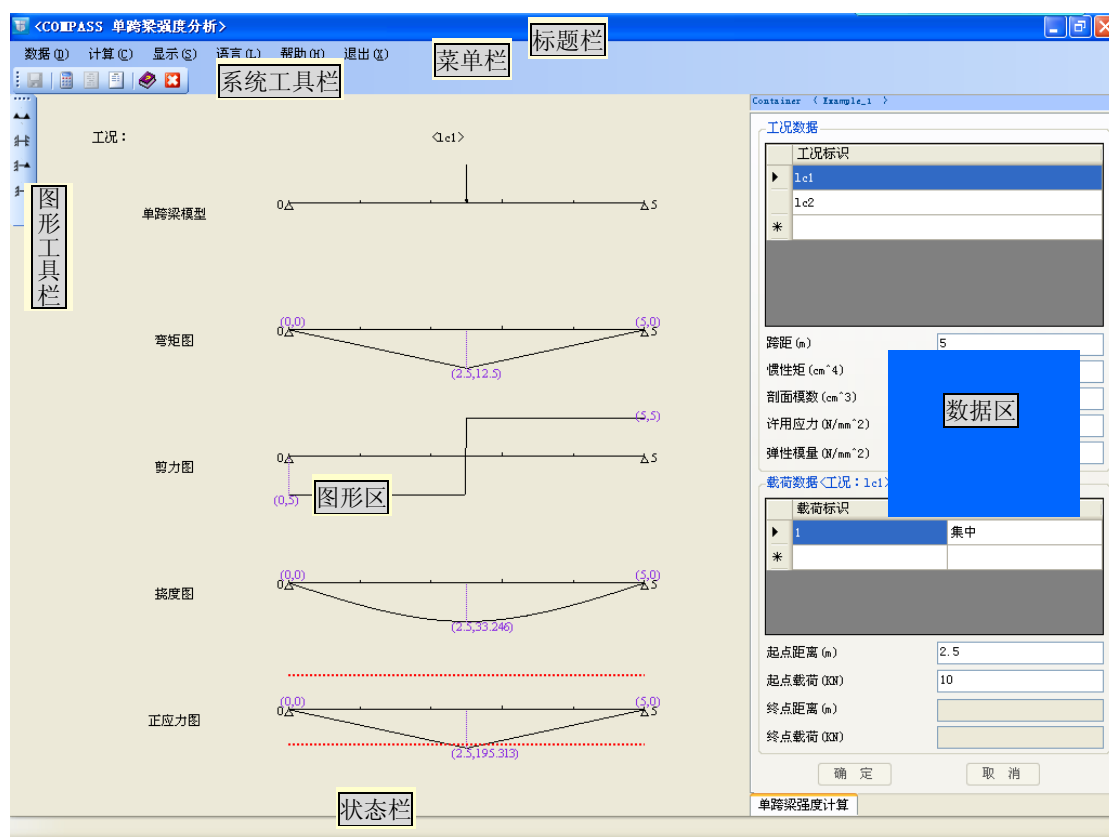 <COMPASS 单跨梁强度分析>
标题栏
数据(D) 计算(C) 显示(S) 语言(L) 帮助(H) 退出(X)
菜单栏
系统工具栏
图形工具栏
工况: <lc1>
单跨梁模型
0 5
弯矩图
(0,0) (5,0)
0 5
(2.5,12.5)
剪力图
(5,5)
0 5
(0,5)
图形区
挠度图
(0,0) (5,0)
0 5
(2.5,33.246)
正应力图
(0,0) (5,0)
0 5
(2.5,195.313)
状态栏
Container ( Example_1 )
工况数据
工况标识
lc1
lc2
跨距(m) 5
惯性矩(cm^4)
剖面模数(cm^3)
许用应力(N/mm^2)
弹性模量(N/mm^2)
数据区
载荷数据<工况:lc1>
载荷标识
1 集中
起点距离(m) 2.5
起点载荷(KN) 10
终点距离(m)
终点载荷(KN)
确 定 取 消
单跨梁强度计算